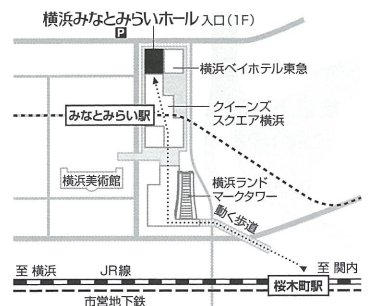 横浜みなとみらいホール 入口(1F)
P
横浜ベイホテル東急
みなとみらい駅
クイーンズ
スクエア横浜
横浜美術館
横浜ランド
マークタワー
動く歩道
至 横浜
JR線
至 関内
桜木町駅
市営地下鉄